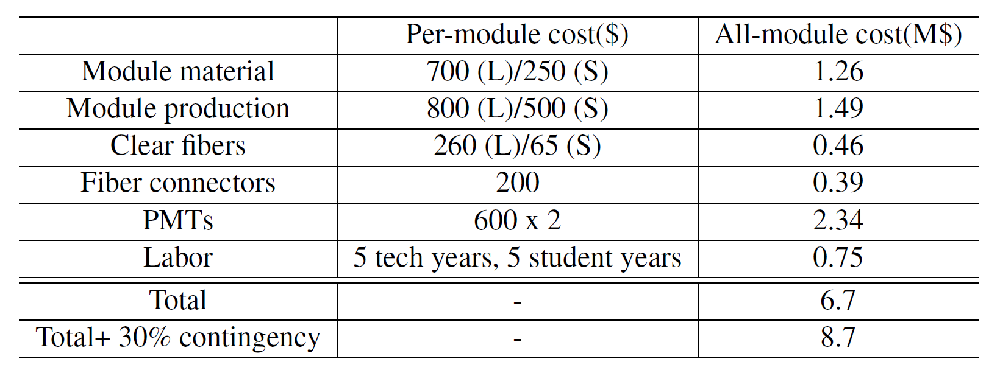 Per-module cost($) All-module cost(M$)
Module material 700 (L)/250 (S) 1.26
Module production 800 (L)/500 (S) 1.49
Clear fibers 260 (L)/65 (S) 0.46
Fiber connectors 200 0.39
PMTs 600 x 2 2.34
Labor 5 tech years, 5 student years 0.75
Total - 6.7
Total+ 30% contingency - 8.7